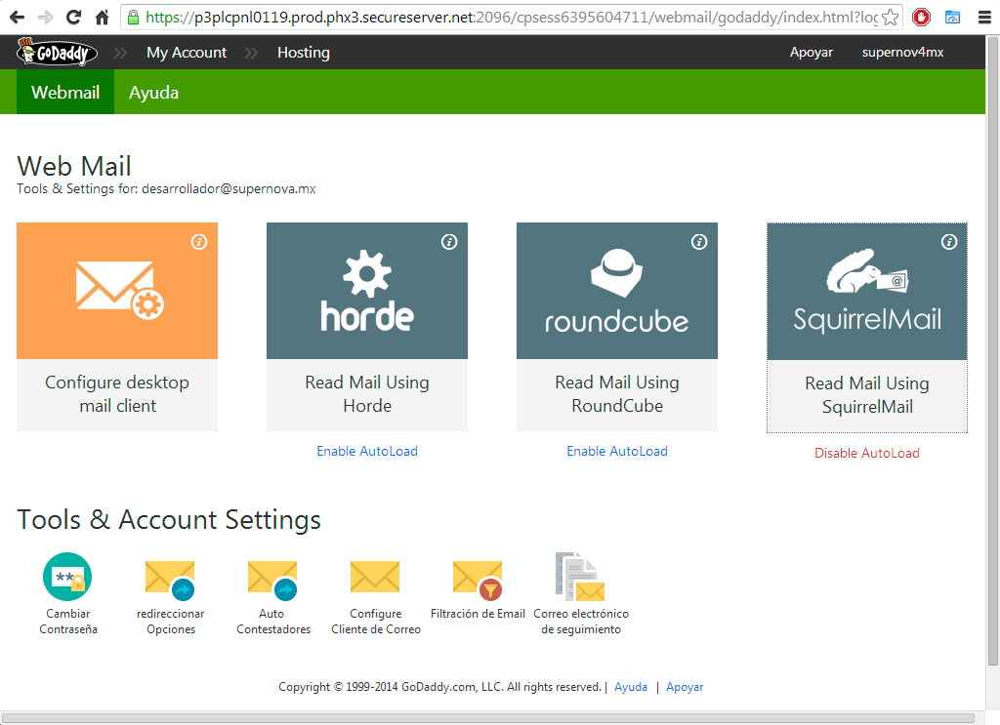 https://p3plcpnl0119.prod.phx3.secureserver.net:2096/cpsess6395604711/webmail/godaddy/index.html?log
GoDaddy
My Account
Hosting
Apoyar
supernov4mx
Webmail
Ayuda
Web Mail
Tools & Settings for: desarrollador@supernova.mx
horde
roundcube
SquirrelMail
Configure desktop
mail client
Read Mail Using
Horde
Read Mail Using
RoundCube
Read Mail Using
SquirrelMail
Enable AutoLoad
Enable AutoLoad
Disable AutoLoad
Tools & Account Settings
Cambiar
Contraseña
redireccionar
Opciones
Auto
Contestadores
Configure
Cliente de Correo
Filtración de Email
Correo electrónico
de seguimiento
Copyright © 1999-2014 GoDaddy.com, LLC. All rights reserved. | Ayuda | Apoyar